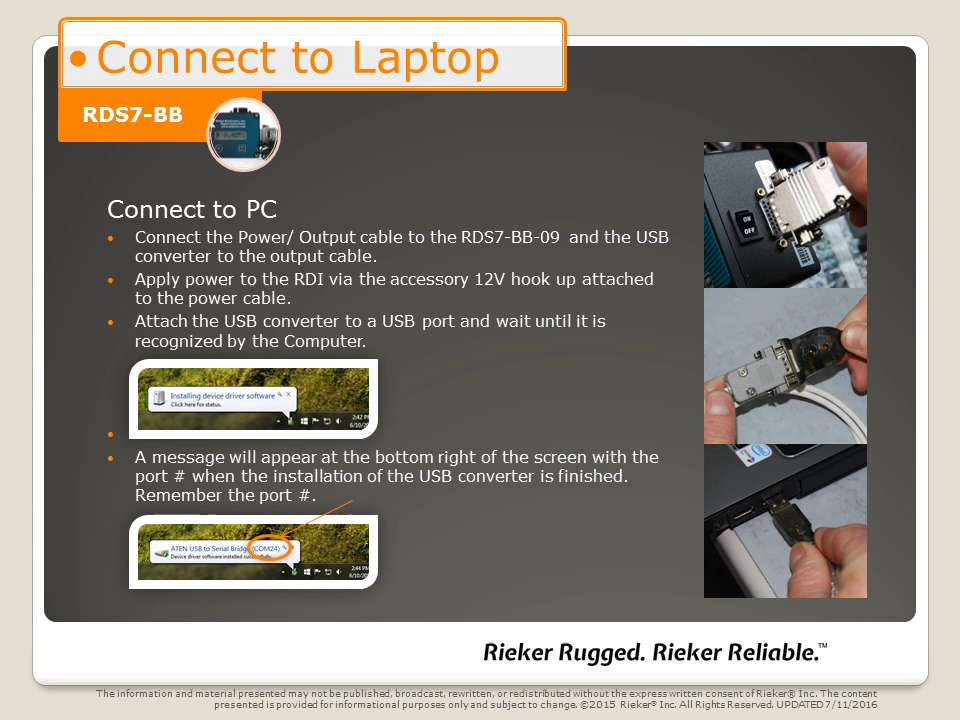 • Connect to Laptop
RDS7-BB
Connect to PC
• Connect the Power/ Output cable to the RDS7-BB-09 and the USB
converter to the output cable.
• Apply power to the RDI via the accessory 12V hook up attached
to the power cable.
• Attach the USB converter to a USB port and wait until it is
recognized by the Computer.
Installing device driver software
Click here for status.
2:42 PM
6/10/
•
• A message will appear at the bottom right of the screen with the
port # when the installation of the USB converter is finished.
Remember the port #.
ATEN USB to Serial Bridge (COM24)
Device driver software installed successfully.
2:44 PM
6/10/
ON
OFF
Rieker Rugged. Rieker Reliable.™
The information and material presented may not be published, broadcast, rewritten, or redistributed without the express written consent of Rieker® Inc. The content
presented is provided for informational purposes only and subject to change. ©2015 Rieker® Inc. All Rights Reserved. UPDATED 7/11/2016